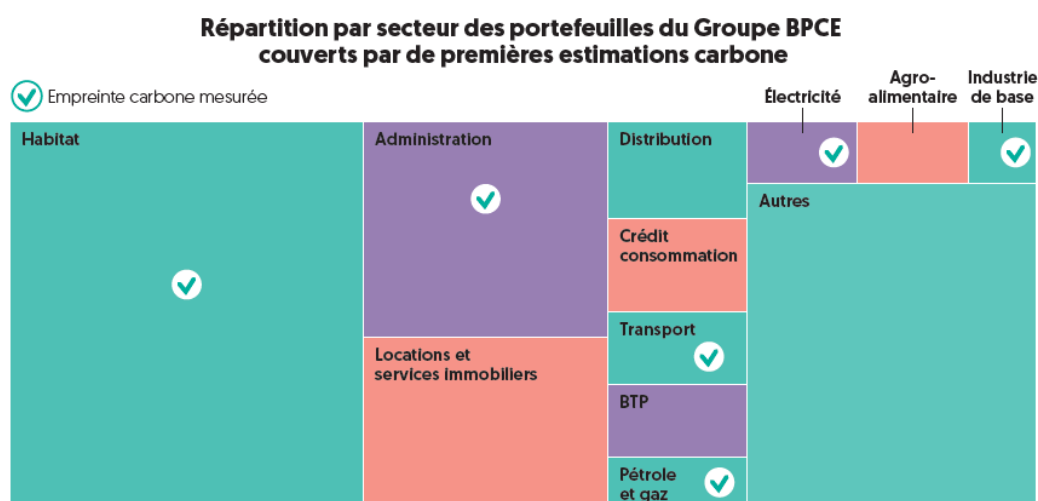 Répartition par secteur des portefeuilles du Groupe BPCE
couverts par de premières estimations carbone
Empreinte carbone mesurée
Électricité
Agro-
alimentaire
Industrie
de base
Habitat
Administration
Distribution
Autres
Crédit
consommation
Transport
Locations et
services immobiliers
BTP
Pétrole
et gaz